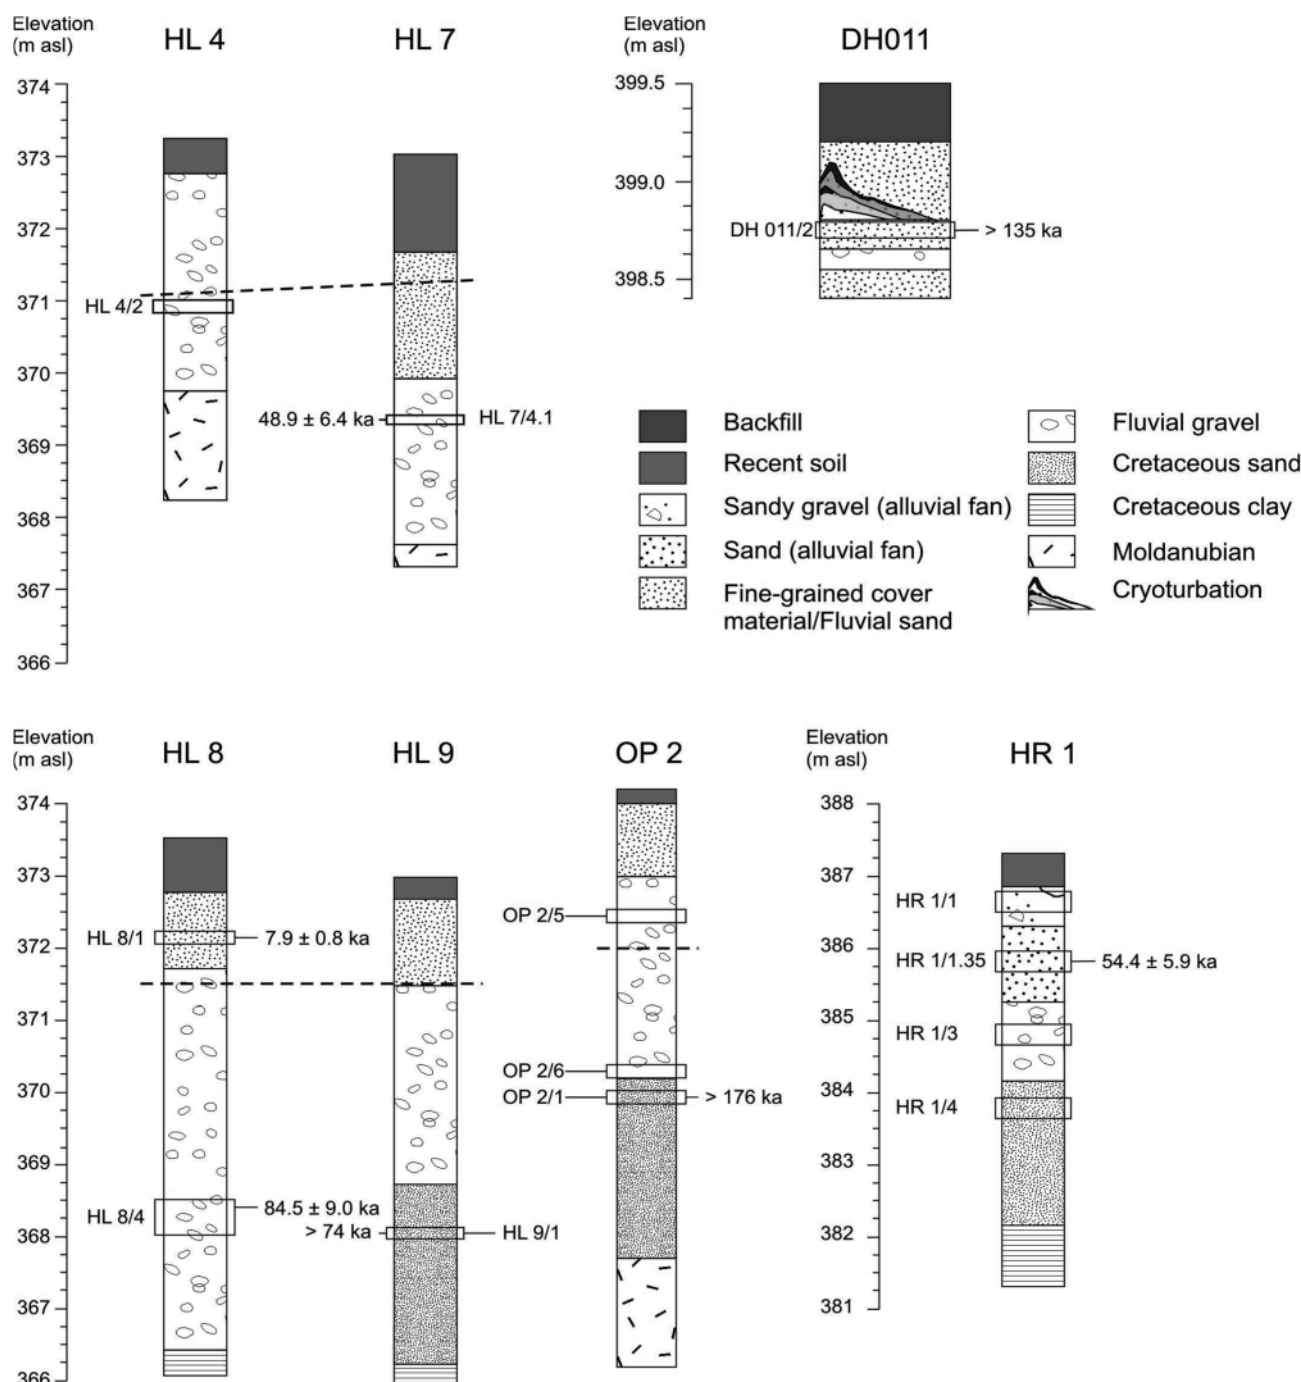 Elevation
(m asl)
HL 4
HL 7
374
373
372
371
370
369
368
367
366
HL 4/2
48.9 ± 6.4 ka
HL 7/4.1
Elevation
(m asl)
DH011
399.5
399.0
398.5
DH 011/2
> 135 ka
Backfill
Recent soil
Sandy gravel (alluvial fan)
Sand (alluvial fan)
Fine-grained cover
material/Fluvial sand
Fluvial gravel
Cretaceous sand
Cretaceous clay
Moldanubian
Cryoturbation
Elevation
(m asl)
HL 8
HL 9
OP 2
374
373
372
371
370
369
368
367
366
HL 8/1
7.9 ± 0.8 ka
HL 8/4
84.5 ± 9.0 ka
> 74 ka
HL 9/1
OP 2/5
OP 2/6
OP 2/1
> 176 ka
Elevation
(m asl)
HR 1
388
387
386
385
384
383
382
381
HR 1/1
HR 1/1.35
54.4 ± 5.9 ka
HR 1/3
HR 1/4